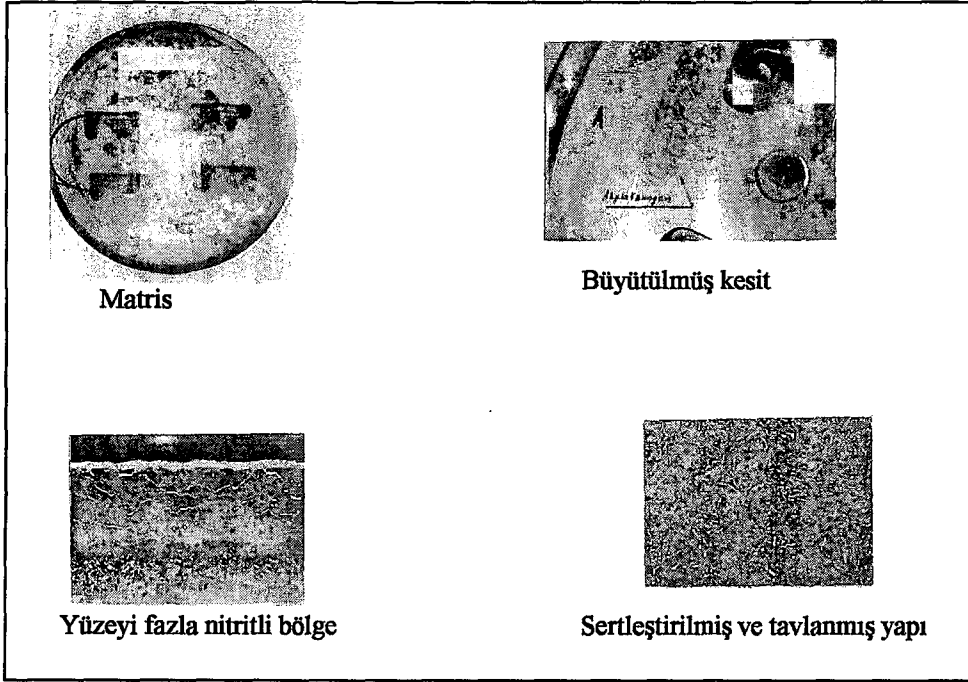 Matris
A
Büyütülmüş kesit
Yüzeyi fazla nitritli bölge
Sertleştirilmiş ve tavlanmış yapı